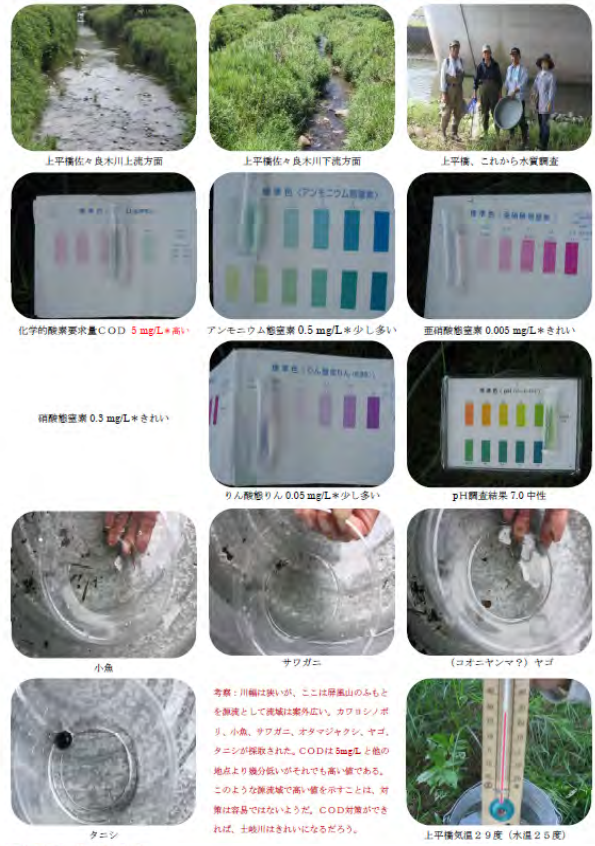 上平橋佐々良木川上流方面
上平橋佐々良木川下流方面
上平橋、これから水質調査
標準色〈アンモニウム態窒素〉
化学的酸素要求量COD 5 mg/L＊高い
アンモニウム態窒素 0.5 mg/L＊少し多い
亜硝酸態窒素 0.005 mg/L＊きれい
硝酸態窒素 0.3 mg/L＊きれい
りん酸態りん 0.05 mg/L＊少し多い
pH調査結果 7.0 中性
小魚
サワガニ
（コオニヤンマ？）ヤゴ
考察：川幅は狭いが、ここは屏風山のふもと
を源流として流域は案外広い。カワヨシノボ
リ、小魚、サワガニ、オタマジャクシ、ヤゴ、
タニシが採取された。CODは5mg/Lと他の
地点より幾分低いがそれでも高い値である。
このような源流域で高い値を示すことは、対
策は容易ではないようだ。COD対策ができ
れば、土岐川はきれいになるだろう。
タニシ
上平橋気温２９度（水温２５度）